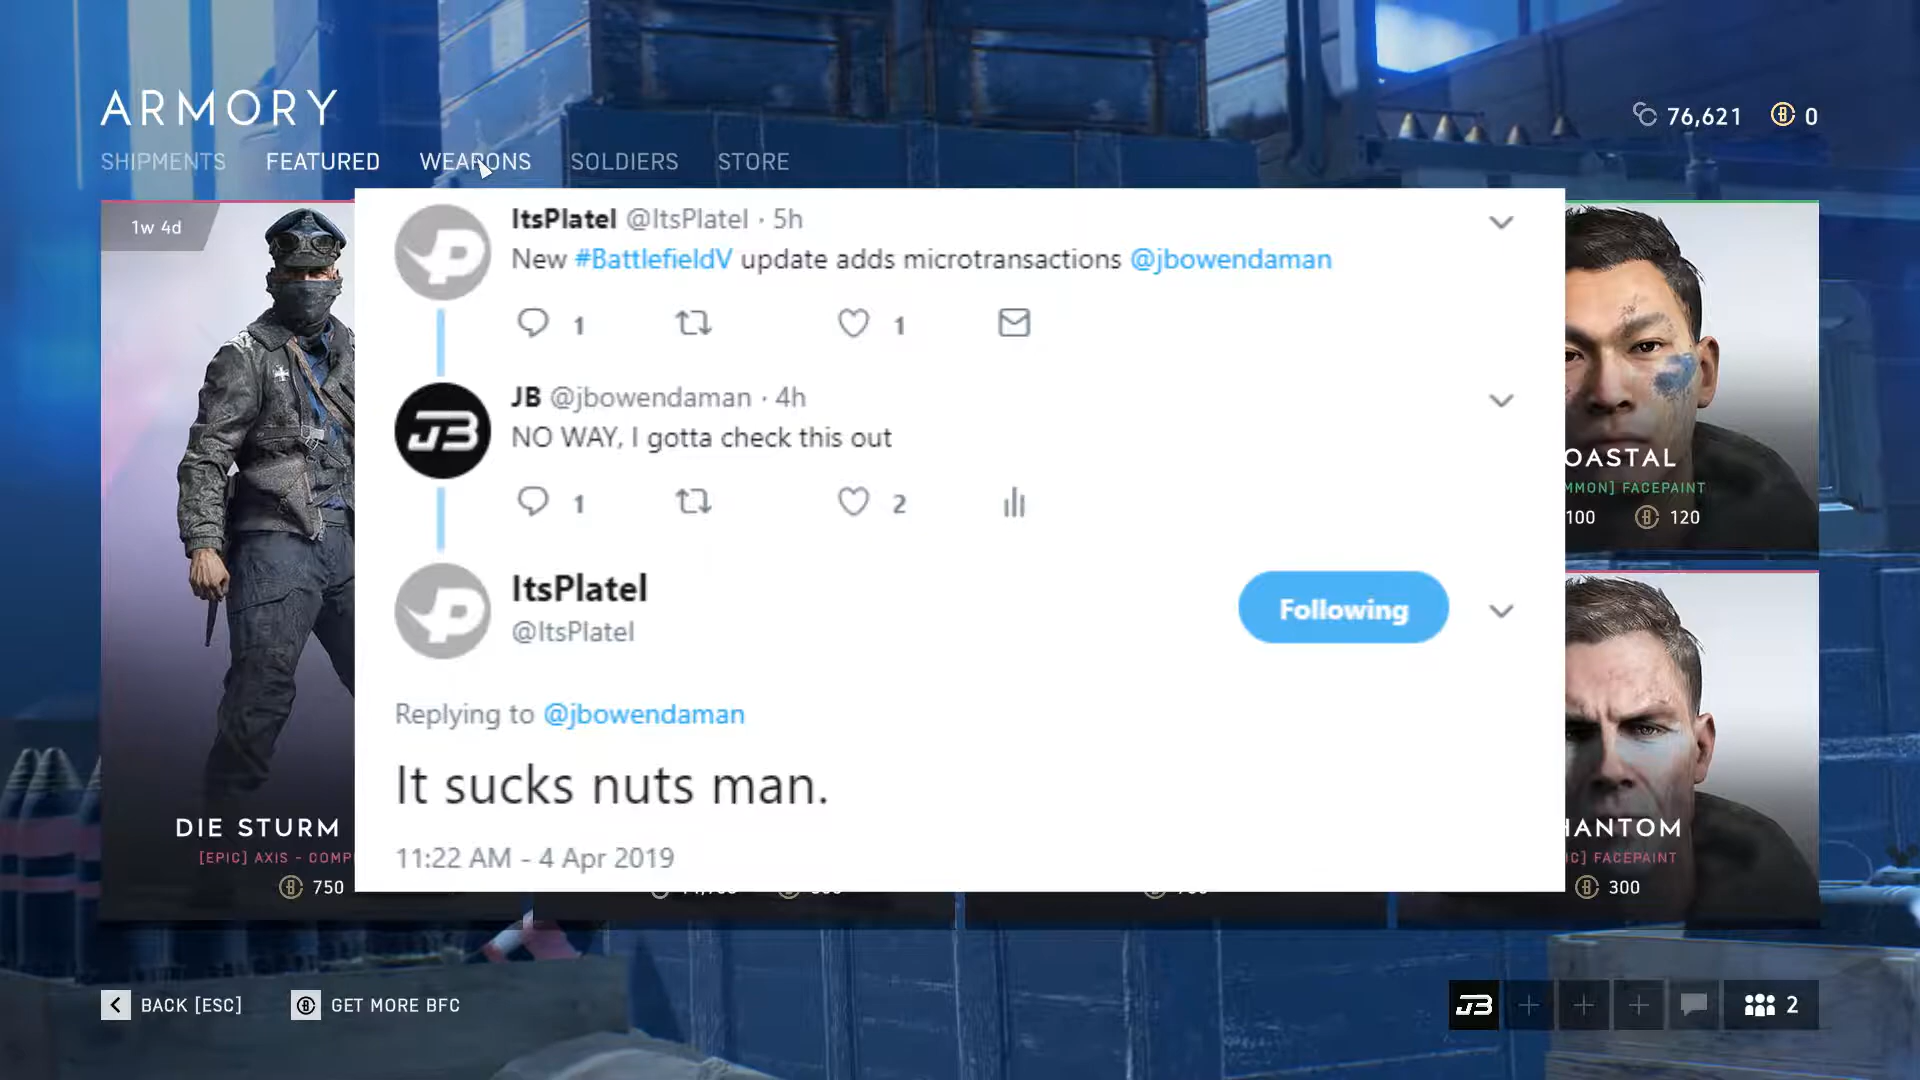 ARMORY
76,621
0
SHIPMENTS FEATURED WEAPONS SOLDIERS STORE
1w 4d
ItsPlatel @ItsPlatel · 5h
New #BattlefieldV update adds microtransactions @jbowendaman
1 1
JB @jbowendaman · 4h
NO WAY, I gotta check this out
1 2
ItsPlatel
@ItsPlatel
Following
Replying to @jbowendaman
It sucks nuts man.
11:22 AM - 4 Apr 2019
DIE STURM
[EPIC] AXIS - COMP
750
OASTAL
MMON] FACEPAINT
100 120
HANTOM
IC] FACEPAINT
300
BACK [ESC] GET MORE BFC
JB
2